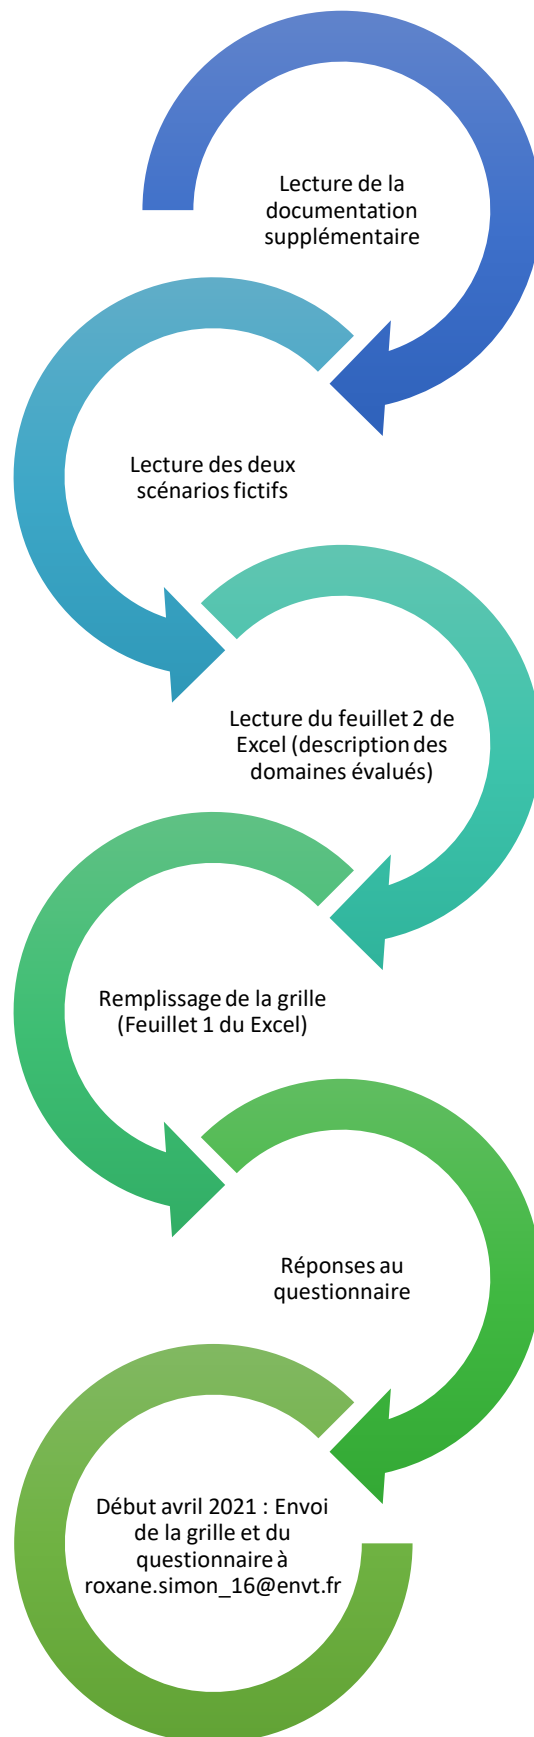 Lecture de la
documentation
supplémentaire
Lecture des deux
scénarios fictifs
Lecture du feuillet 2 de
Excel (description des
domaines évalués)
Remplissage de la grille
(Feuillet 1 du Excel)
Réponses au
questionnaire
Début avril 2021 : Envoi
de la grille et du
questionnaire à
roxane.simon_16@envt.fr